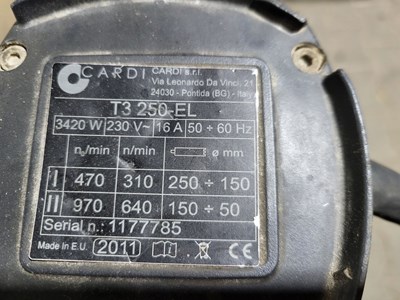 CARDI CARDI s.r.l.
Via Leonardo Da Vinci, 21
24030 - Pontida (BG) - Italy
T3 250-EL
3420 W 230 V~ 16 A 50 ÷ 60 Hz
n₀/min n/min ø mm
I 470 310 250 ÷ 150
II 970 640 150 ÷ 50
Serial n.: 1177785
Made in E.U 2011 CE